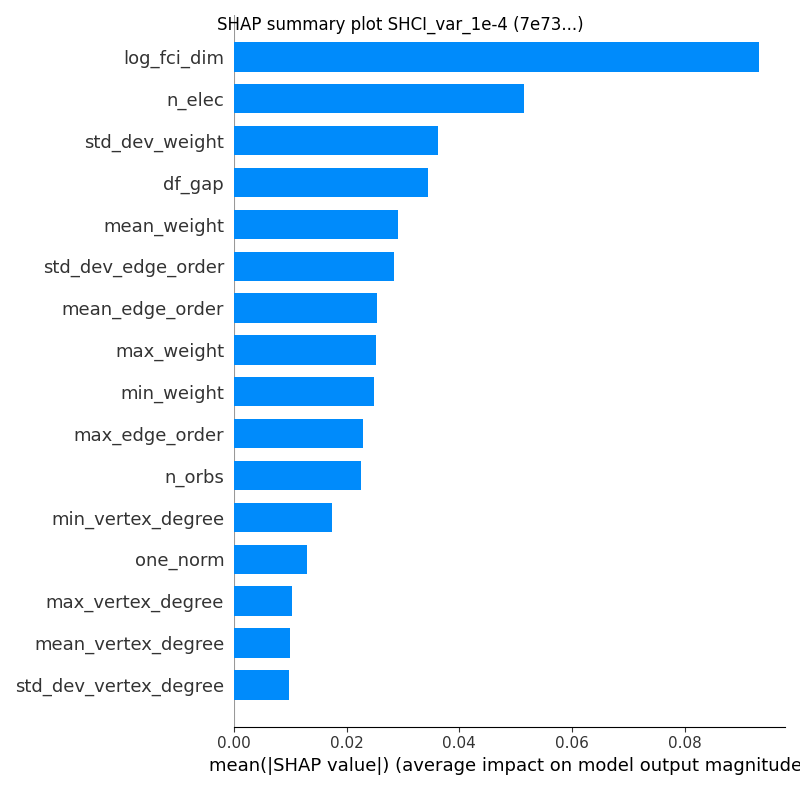 SHAP summary plot SHCI_var_1e-4 (7e73...)
log_fci_dim
n_elec
std_dev_weight
df_gap
mean_weight
std_dev_edge_order
mean_edge_order
max_weight
min_weight
max_edge_order
n_orbs
min_vertex_degree
one_norm
max_vertex_degree
mean_vertex_degree
std_dev_vertex_degree
0.00 0.02 0.04 0.06 0.08
mean(|SHAP value|) (average impact on model output magnitude